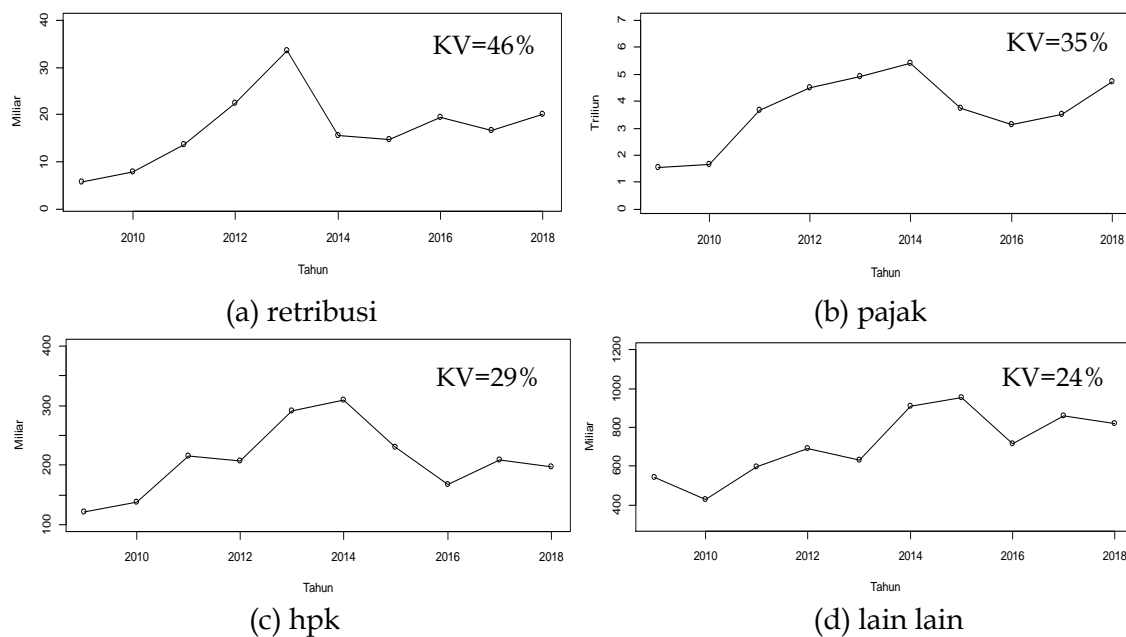 KV=46%
Miliar
40
30
20
10
0
2010 2012 2014 2016 2018
Tahun
(a) retribusi
KV=35%
Triliun
7
6
5
4
3
2
1
0
2010 2012 2014 2016 2018
Tahun
(b) pajak
KV=29%
Miliar
400
300
200
100
2010 2012 2014 2016 2018
Tahun
(c) hpk
KV=24%
Miliar
1200
1000
800
600
400
2010 2012 2014 2016 2018
Tahun
(d) lain lain